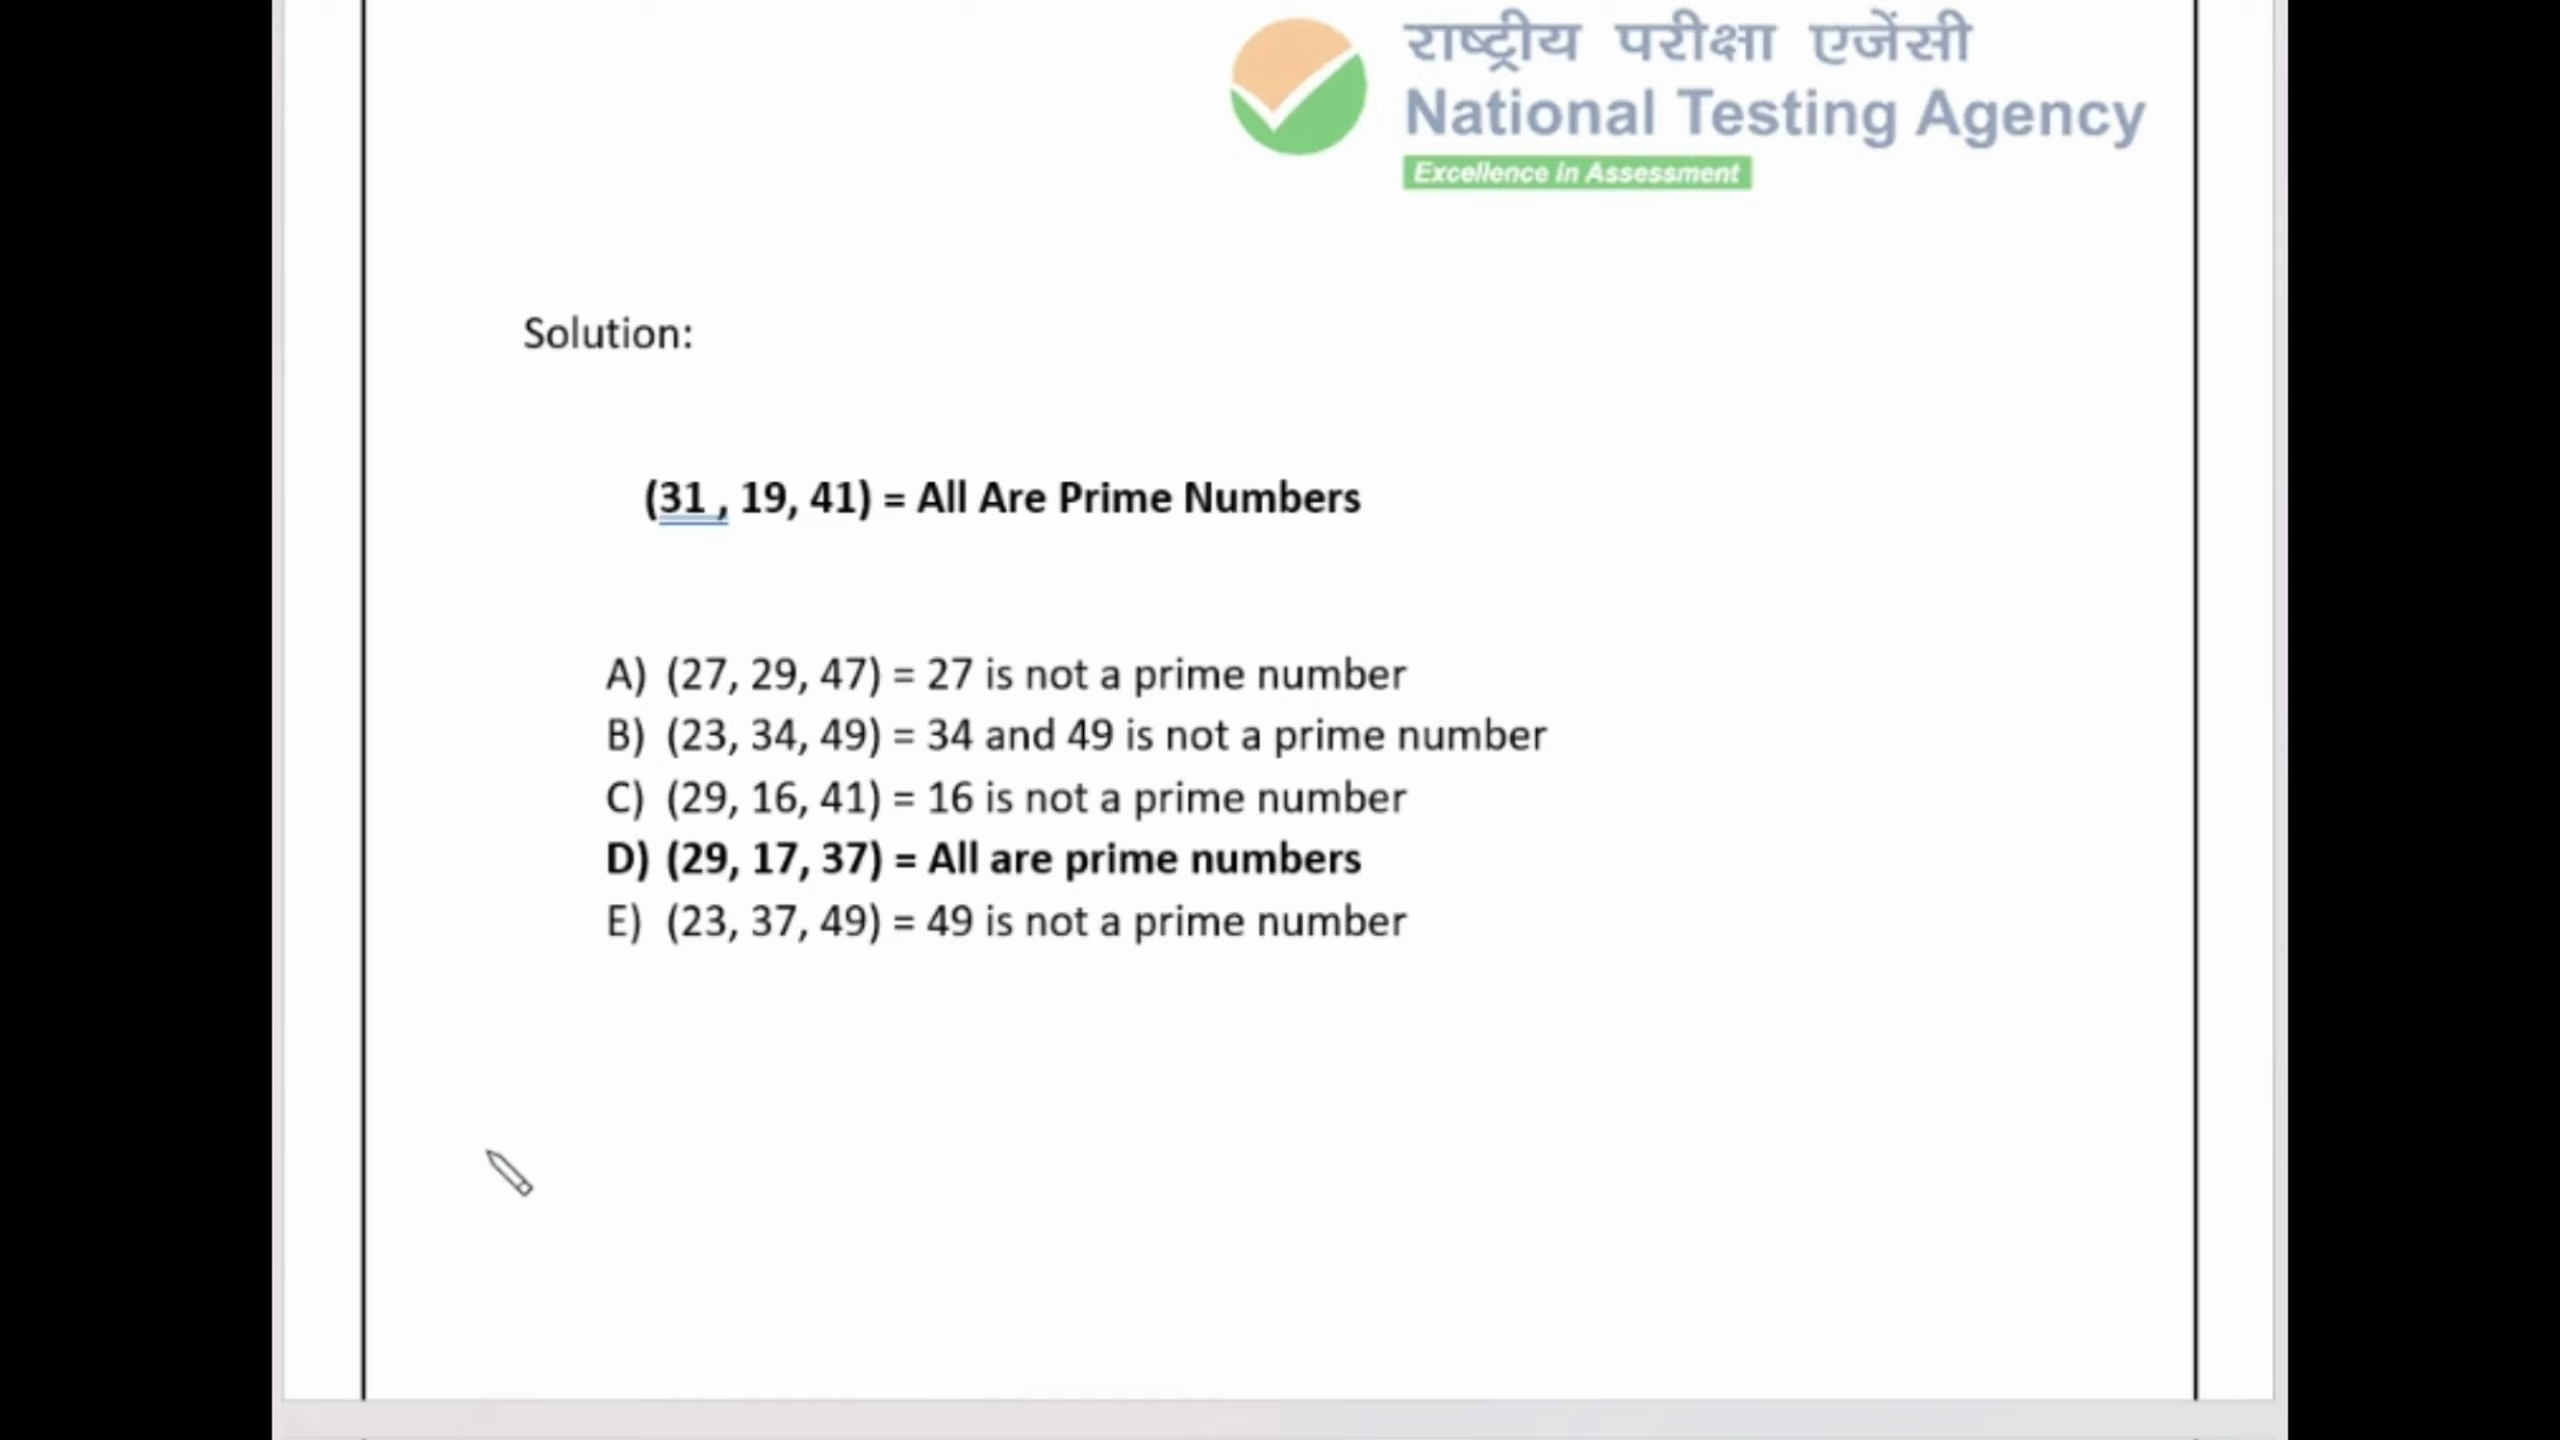 राष्ट्रीय परीक्षा एजेंसी
National Testing Agency
Excellence in Assessment
Solution:
(31 , 19, 41) = All Are Prime Numbers
A) (27, 29, 47) = 27 is not a prime number
B) (23, 34, 49) = 34 and 49 is not a prime number
C) (29, 16, 41) = 16 is not a prime number
D) (29, 17, 37) = All are prime numbers
E) (23, 37, 49) = 49 is not a prime number